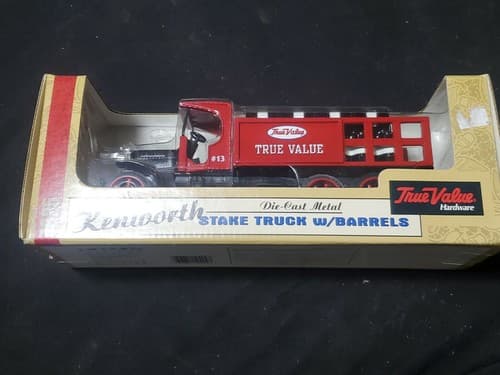 True Value
TRUE VALUE
#13
Die-Cast Metal
Kenworth
STAKE TRUCK W/BARRELS
True Value
Hardware